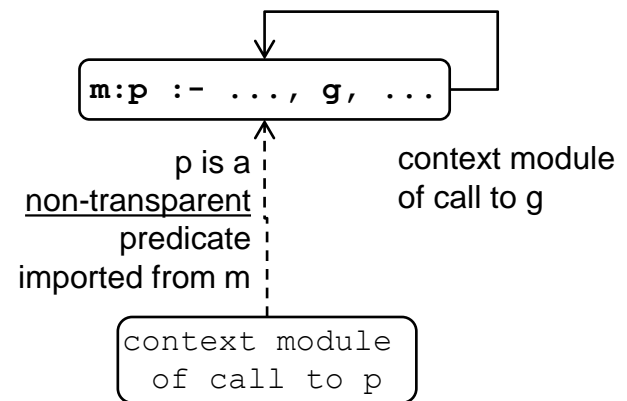 m:p :- ..., g, ...
p is a
non-transparent
predicate
imported from m
context module
of call to g
context module
of call to p